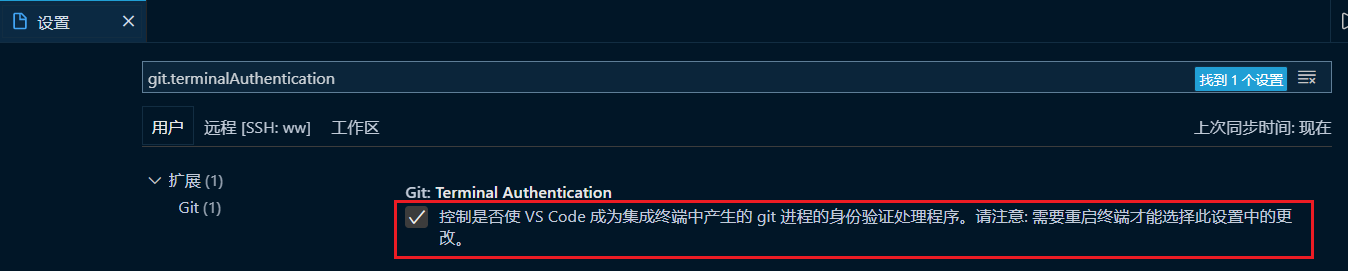 设置
git.terminalAuthentication
找到 1 个设置
用户 远程 [SSH: ww] 工作区
上次同步时间: 现在
扩展 (1)
Git (1)
Git: Terminal Authentication
控制是否使 VS Code 成为集成终端中产生的 git 进程的身份验证处理程序。请注意: 需要重启终端才能选择此设置中的更
改。